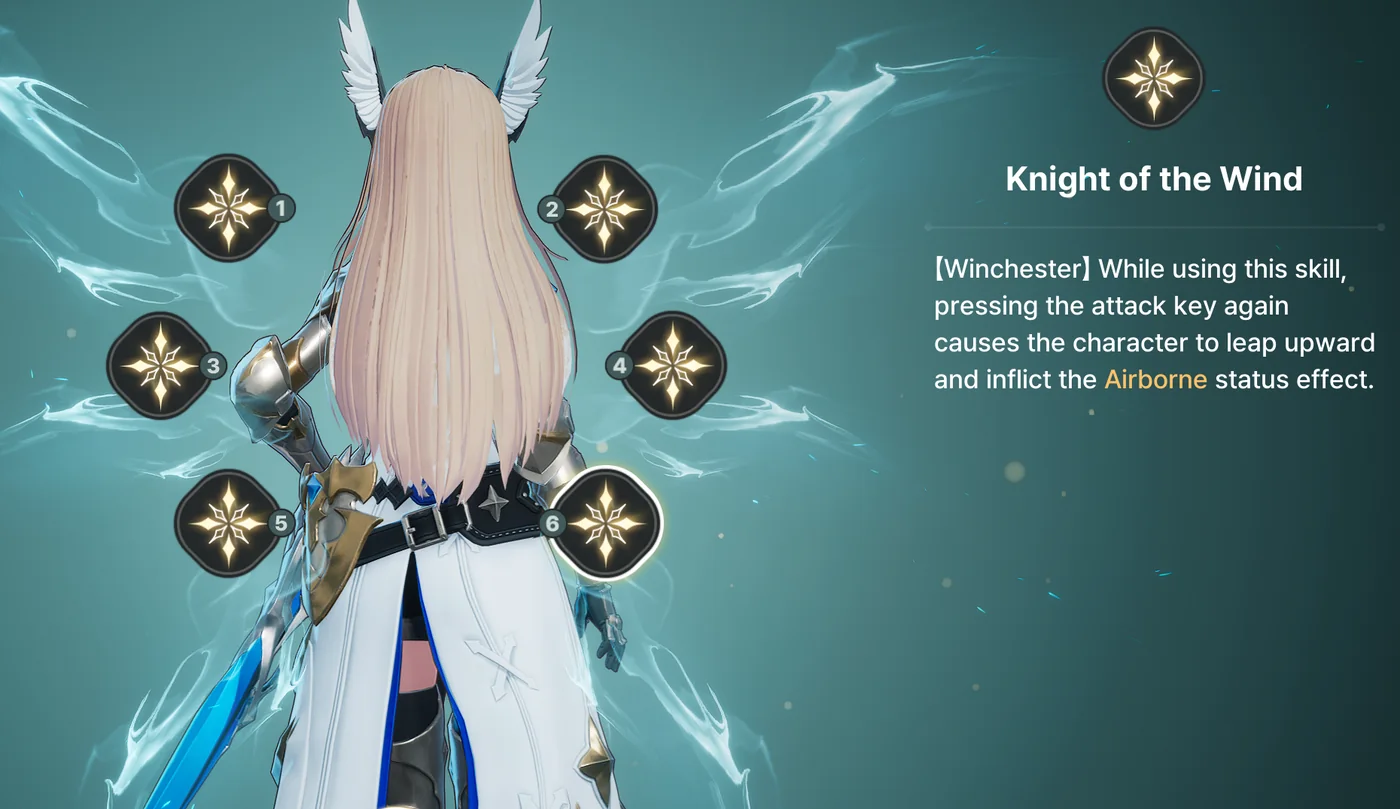 Knight of the Wind
【Winchester】While using this skill,
pressing the attack key again
causes the character to leap upward
and inflict the Airborne status effect.
1
2
3
4
5
6